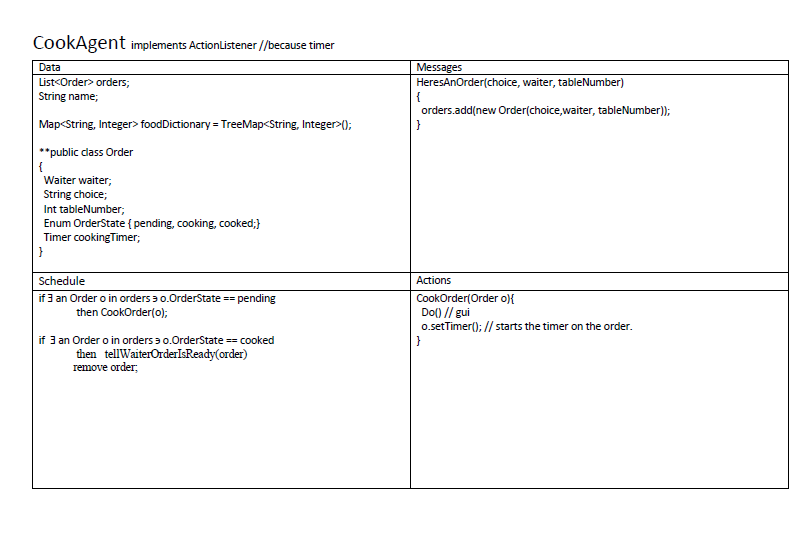 CookAgent implements ActionListener //because timer
Data
List<Order> orders;
String name;
Map<String, Integer> foodDictionary = TreeMap<String, Integer>();
**public class Order
{
Waiter waiter;
String choice;
Int tableNumber;
Enum OrderState { pending, cooking, cooked;}
Timer cookingTimer;
}
Messages
HeresAnOrder(choice, waiter, tableNumber)
{
orders.add(new Order(choice,waiter, tableNumber));
}
Schedule
if ∃ an Order o in orders ∍ o.OrderState == pending
then CookOrder(o);
if ∃ an Order o in orders ∍ o.OrderState == cooked
then tellWaiterOrderIsReady(order)
remove order;
Actions
CookOrder(Order o){
Do() // gui
o.setTimer(); // starts the timer on the order.
}